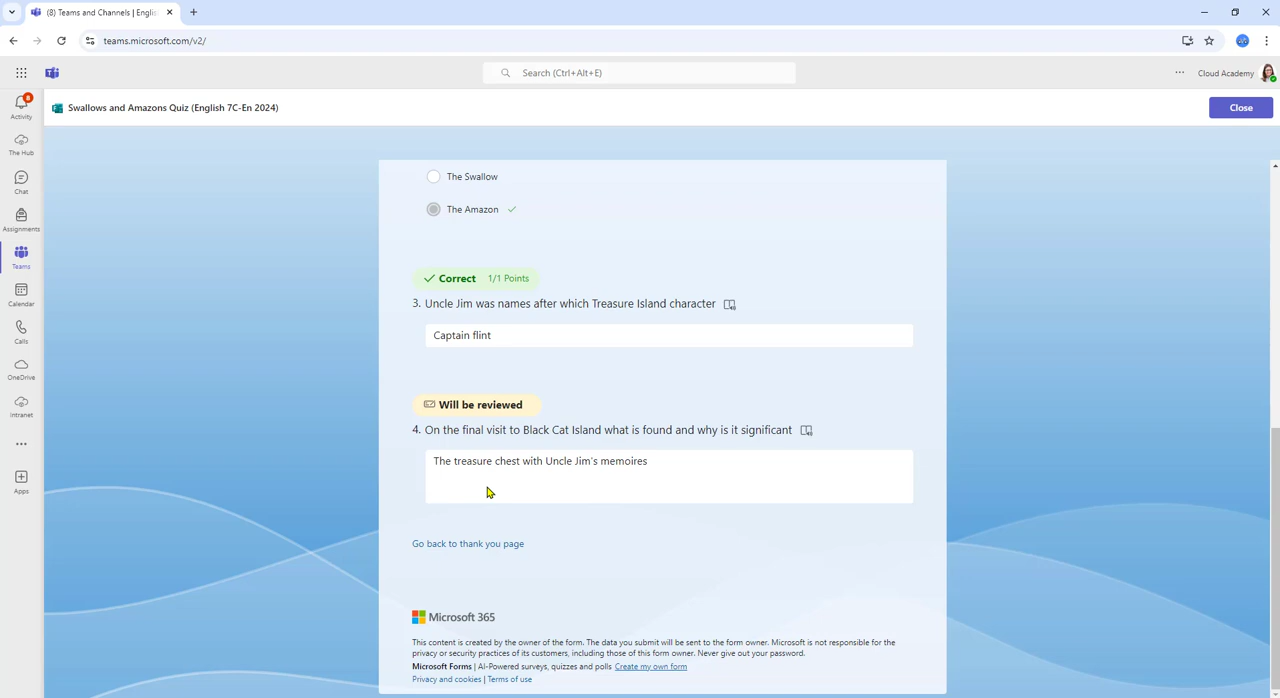 (8) Teams and Channels | Englis
teams.microsoft.com/v2/
Search (Ctrl+Alt+E)
Cloud Academy
Swallows and Amazons Quiz (English 7C-En 2024)
Close
8
Activity
The Hub
Chat
Assignments
Teams
Calendar
Calls
OneDrive
intranet
Apps
The Swallow
The Amazon
Correct 1/1 Points
3. Uncle Jim was names after which Treasure Island character
Captain flint
Will be reviewed
4. On the final visit to Black Cat Island what is found and why is it significant
The treasure chest with Uncle Jim's memoires
Go back to thank you page
Microsoft 365
This content is created by the owner of the form. The data you submit will be sent to the form owner. Microsoft is not responsible for the
privacy or security practices of its customers, including those of this form owner. Never give out your password.
Microsoft Forms | AI-Powered surveys, quizzes and polls Create my own form
Privacy and cookies | Terms of use